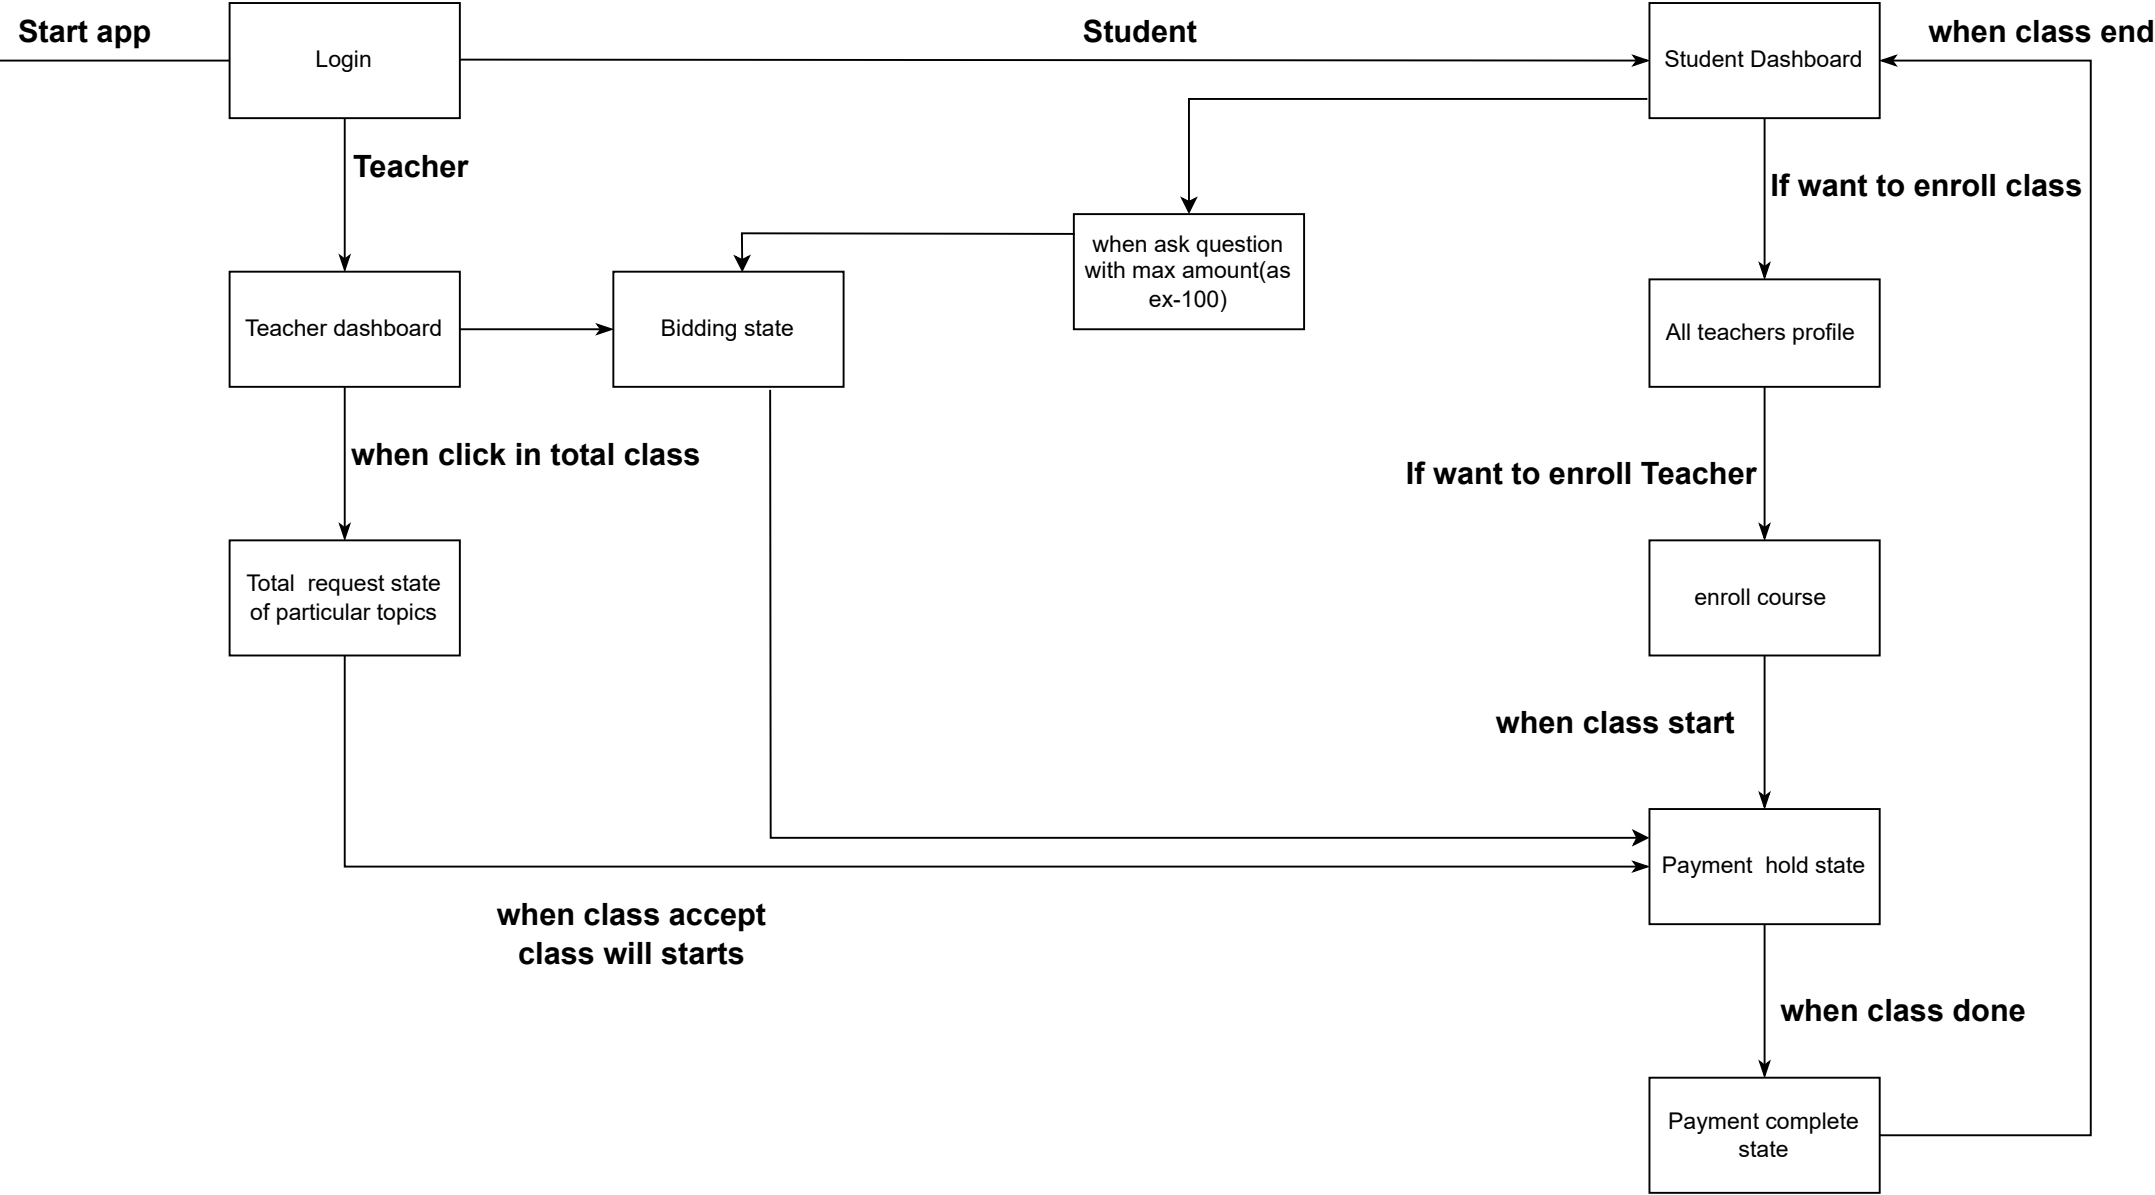 Start app
Login
Student
Student Dashboard
when class end
Teacher
If want to enroll class
when ask question
with max amount(as
ex-100)
Teacher dashboard
Bidding state
All teachers profile
when click in total class
If want to enroll Teacher
Total  request state
of particular topics
enroll course
when class start
Payment  hold state
when class accept
class will starts
when class done
Payment complete
state